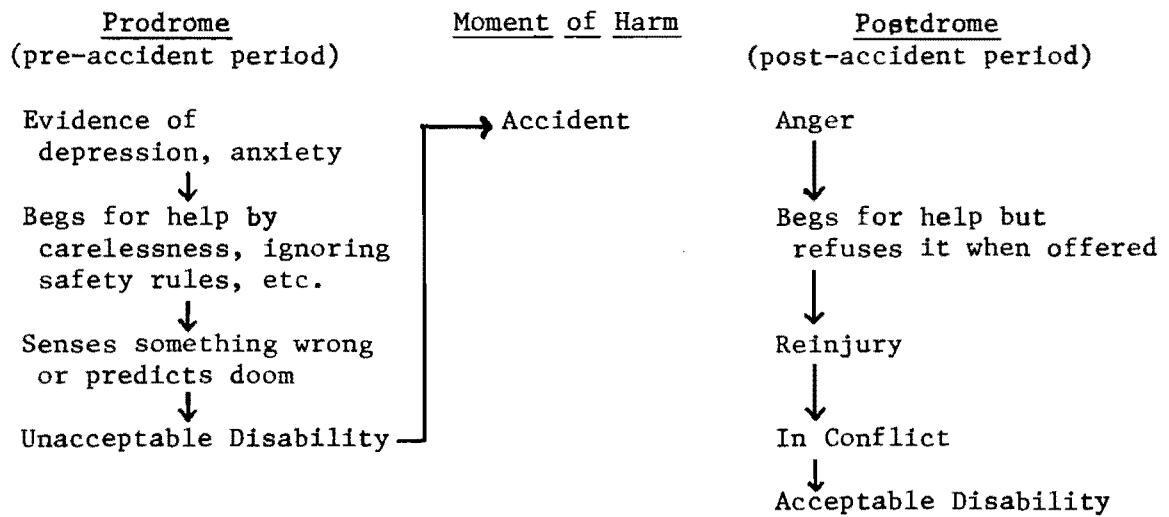 Prodrome
(pre-accident period)
Evidence of
depression, anxiety
Begs for help by
carelessness, ignoring
safety rules, etc.
Senses something wrong
or predicts doom
Unacceptable Disability
Moment of Harm
Accident
Postdrome
(post-accident period)
Anger
Begs for help but
refuses it when offered
Reinjury
In Conflict
Acceptable Disability